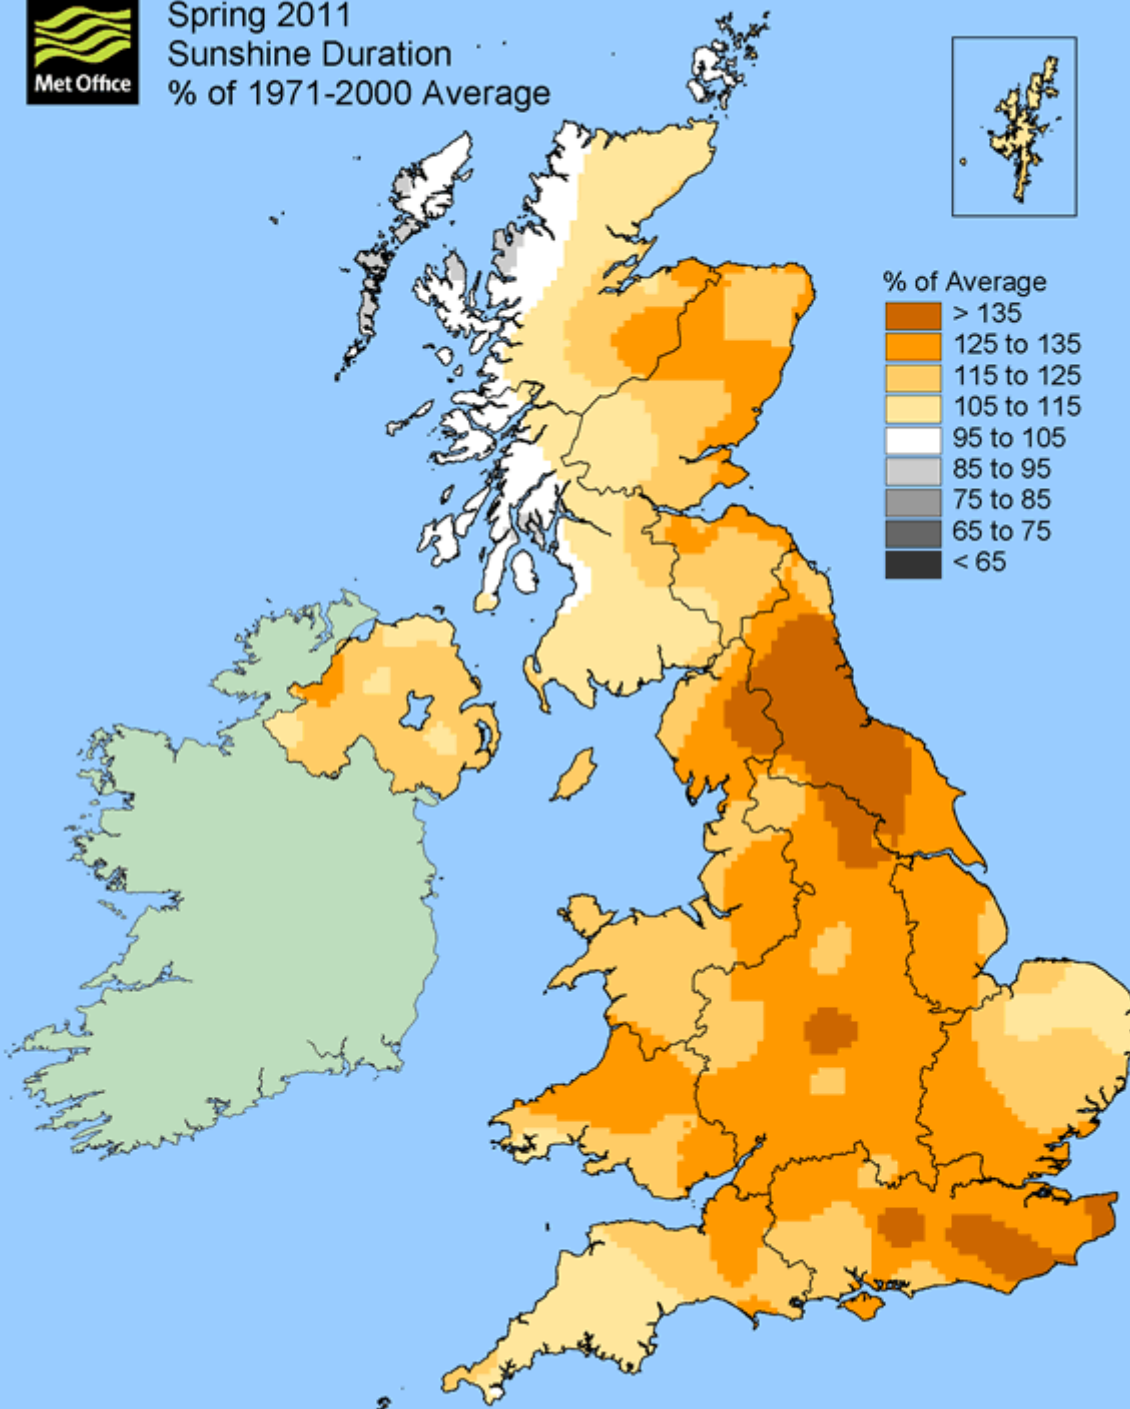 Met Office
Spring 2011
Sunshine Duration
% of 1971-2000 Average
% of Average
> 135
125 to 135
115 to 125
105 to 115
95 to 105
85 to 95
75 to 85
65 to 75
< 65